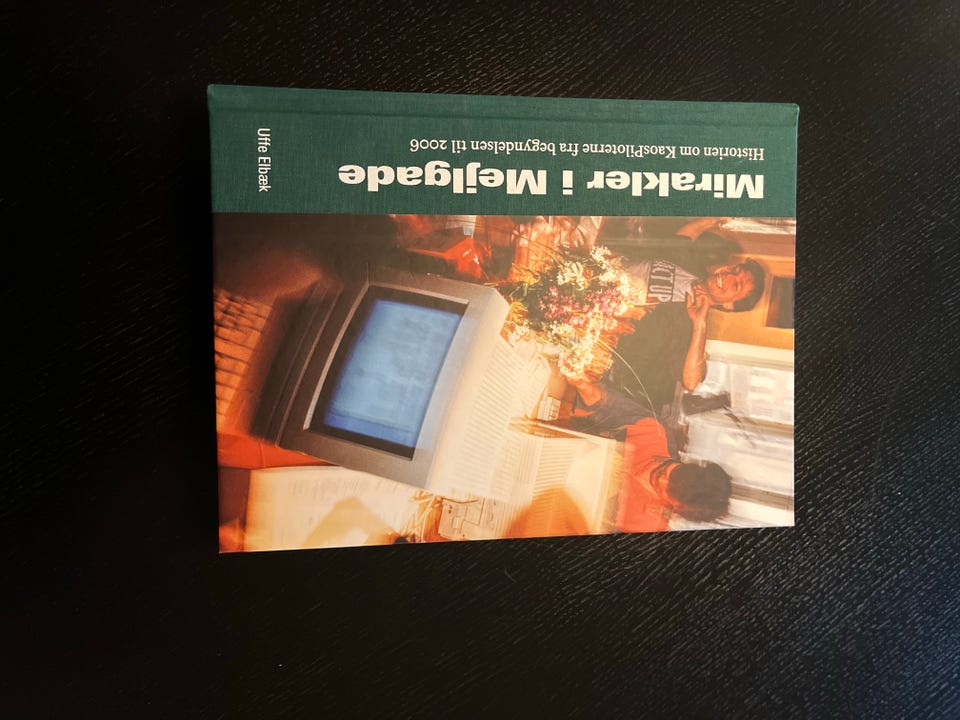 Mirakler i Mejlgade
Historien om KaosPiloterne fra begyndelsen til 2006
Uffe Elbæk